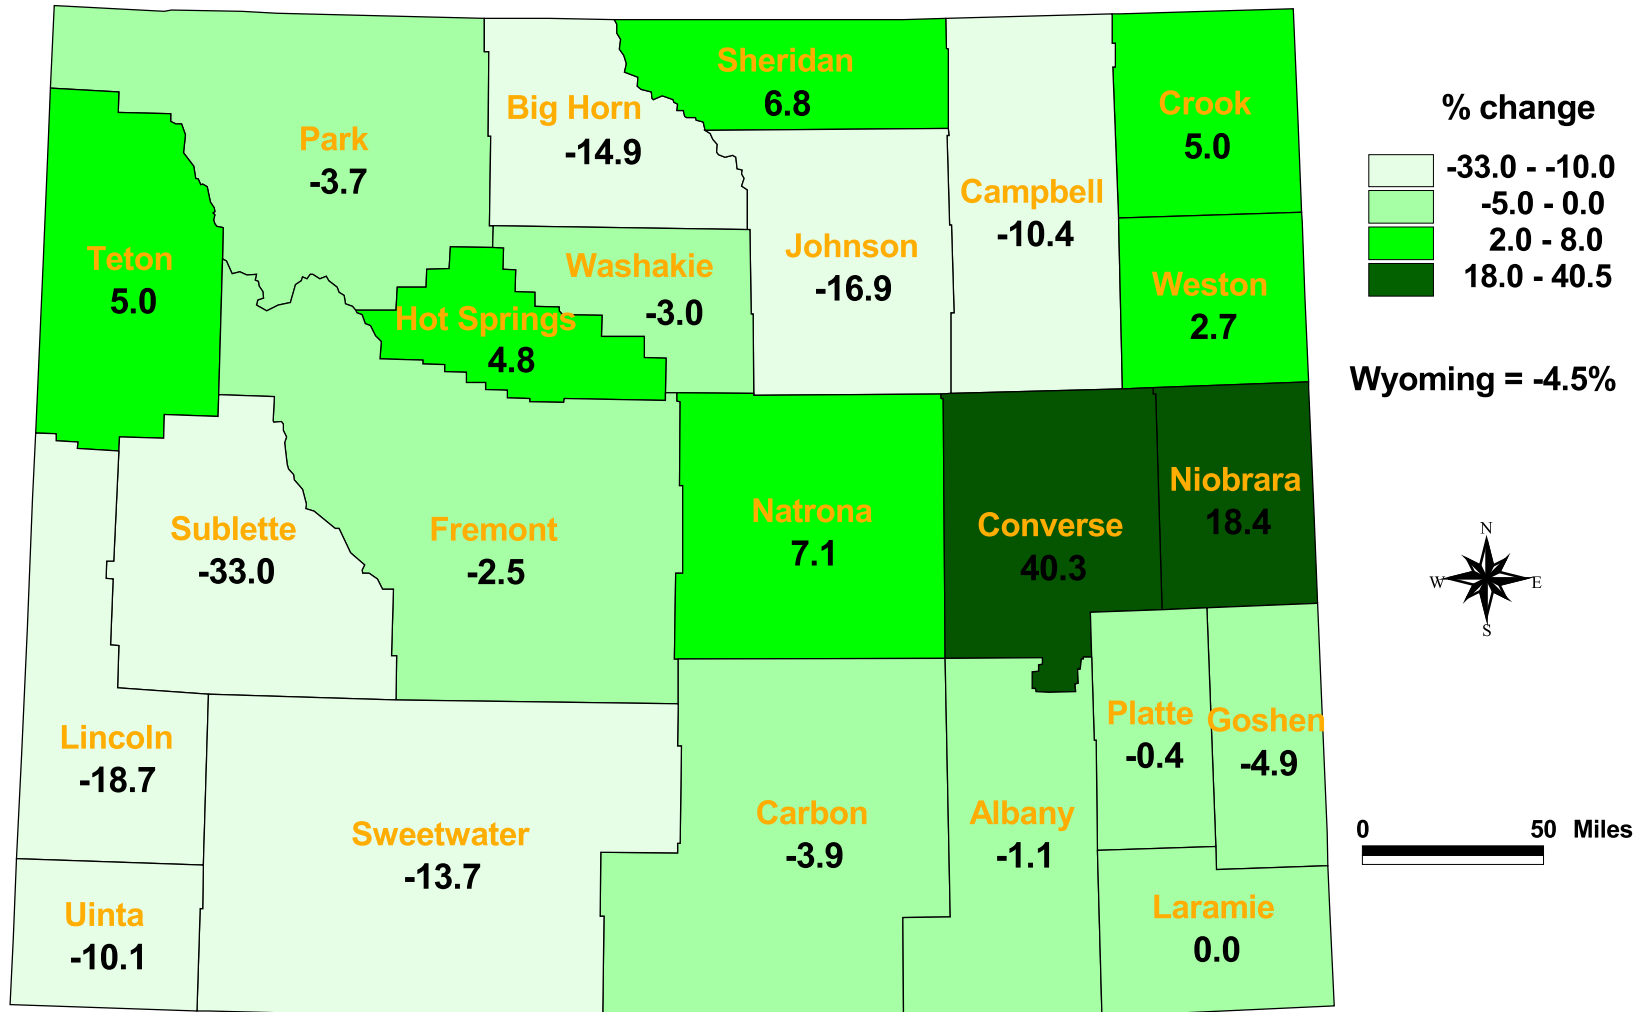 Sheridan
6.8
Big Horn
-14.9
Crook
5.0
Park
-3.7
Campbell
-10.4
Teton
5.0
Johnson
-16.9
Washakie
-3.0
Weston
2.7
Hot Springs
4.8
Sublette
-33.0
Fremont
-2.5
Natrona
7.1
Converse
40.3
Niobrara
18.4
Lincoln
-18.7
Platte
-0.4
Goshen
-4.9
Sweetwater
-13.7
Carbon
-3.9
Albany
-1.1
Uinta
-10.1
Laramie
0.0
% change
-33.0 - -10.0
-5.0 - 0.0
2.0 - 8.0
18.0 - 40.5
Wyoming = -4.5%
N
W E
S
0 50 Miles